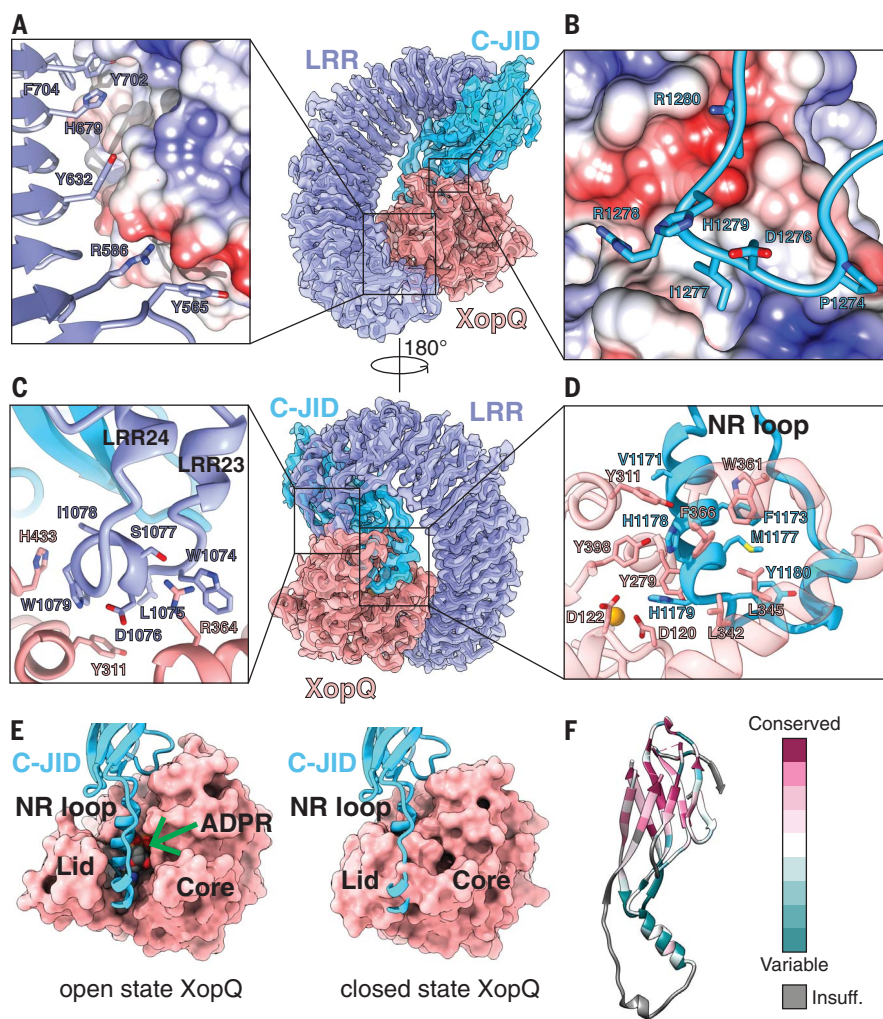 A
LRR
C-JID
B
Y702
F704
H679
Y632
R586
Y565
XopQ
R1280
R1278
H1279
D1276
I1277
P1274
180°
C
LRR24
LRR23
I1078
S1077
H433
W1074
W1079
L1075
D1076
R364
Y311
C-JID
LRR
XopQ
D
NR loop
V1171
W361
Y311
F366
F1173
H1178
M1177
Y398
Y279
Y1180
H1179
L345
D122
D120
L342
E
C-JID
NR loop
ADPR
Lid
Core
open state XopQ
C-JID
NR loop
Lid
Core
closed state XopQ
F
Conserved
Variable
Insuff.